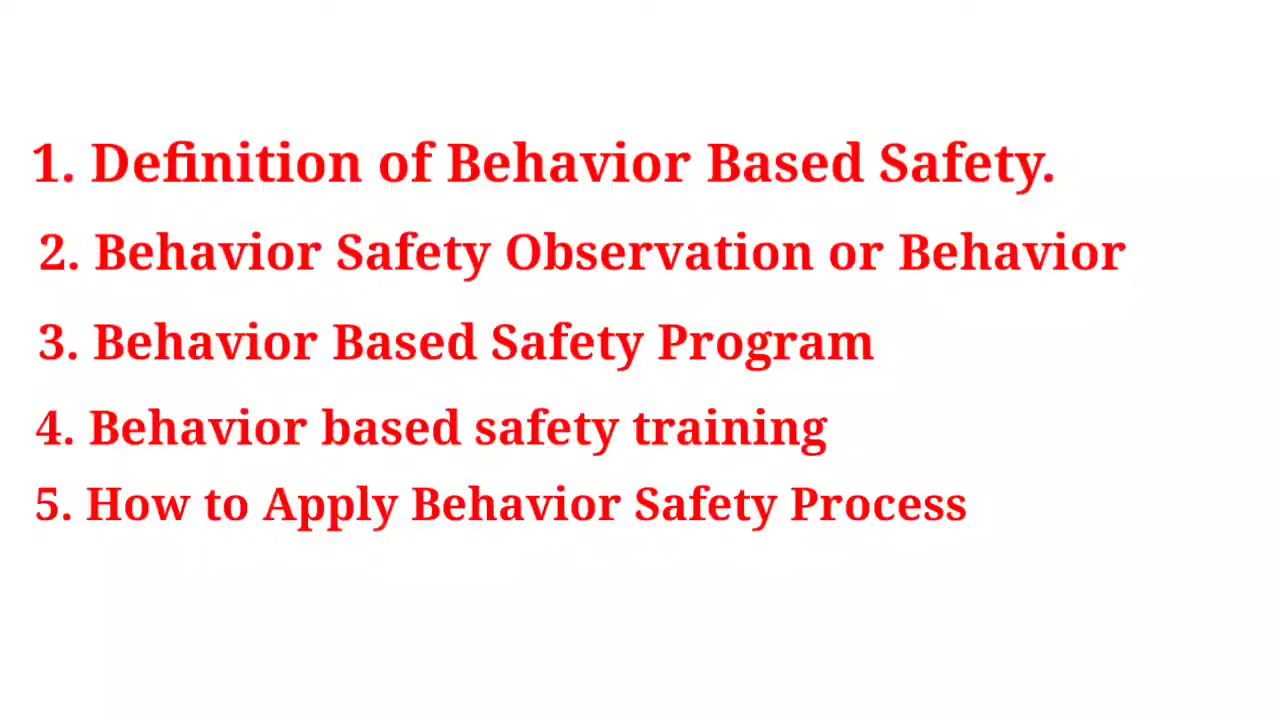 1. Definition of Behavior Based Safety.
2. Behavior Safety Observation or Behavior
3. Behavior Based Safety Program
4. Behavior based safety training
5. How to Apply Behavior Safety Process